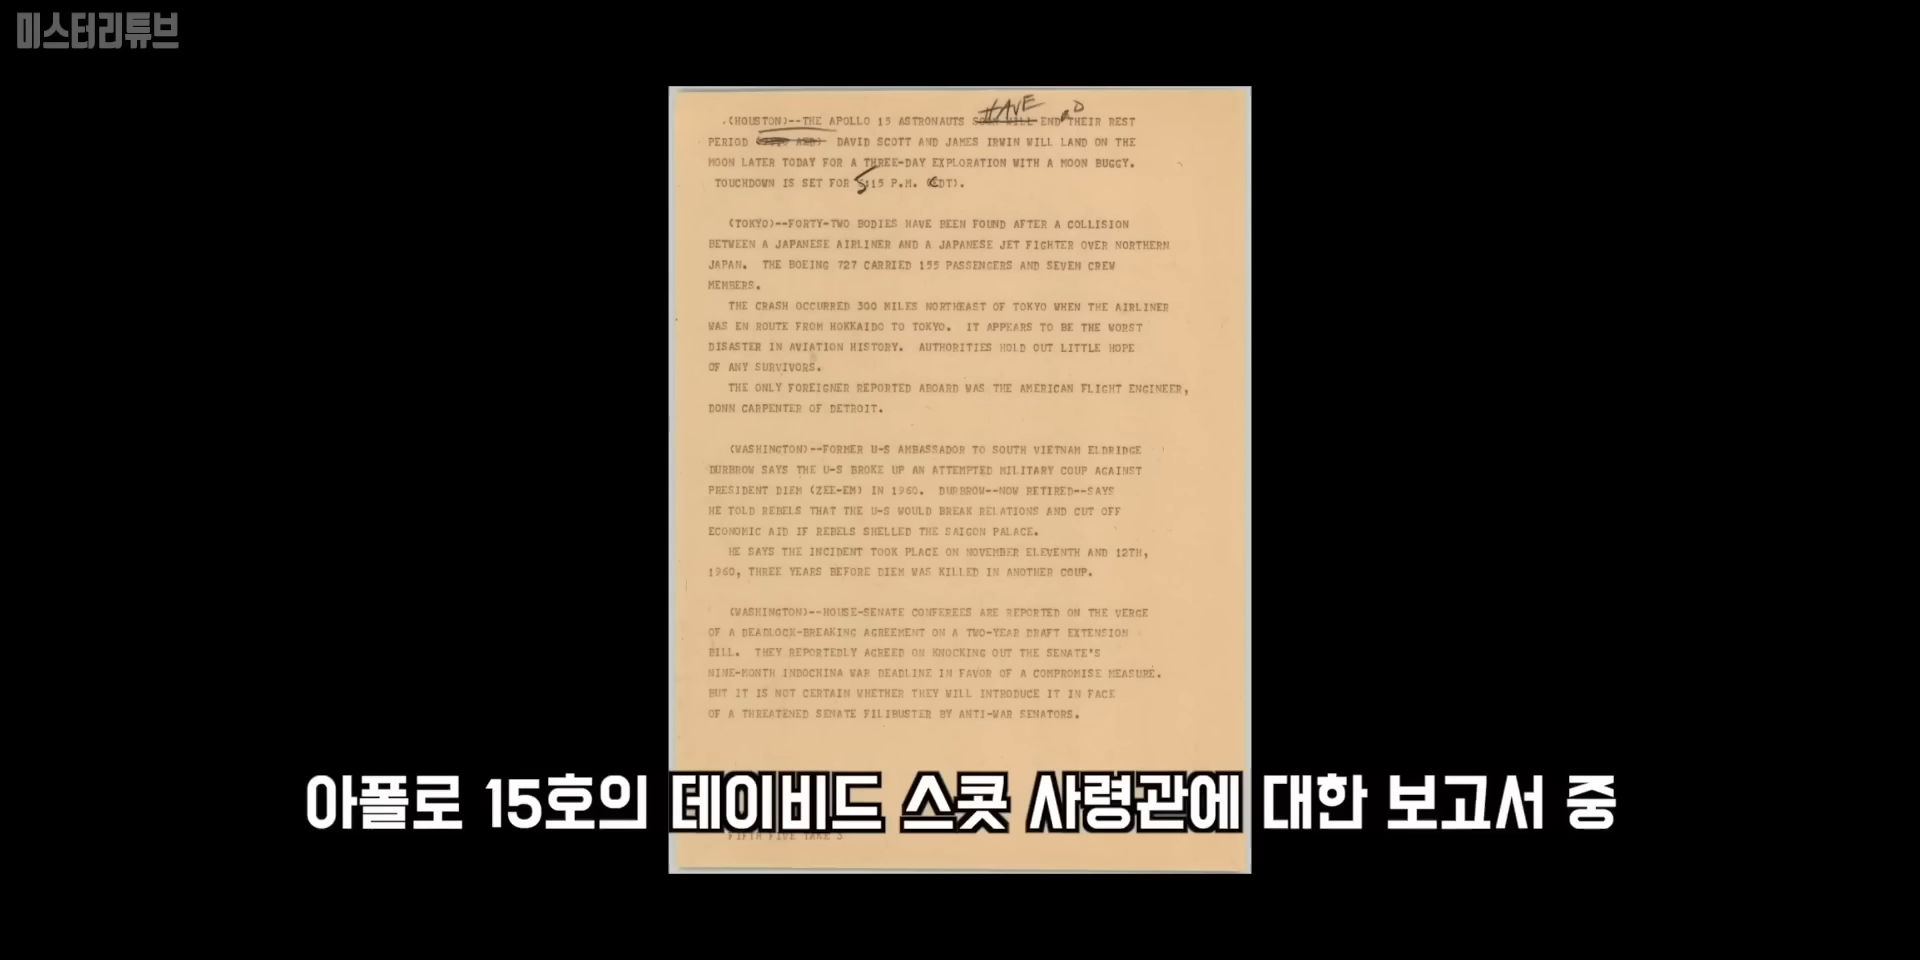 미스터리튜브
HAVE D
(HOUSTON)--THE APOLLO 15 ASTRONAUTS SOON WILL END THEIR REST
PERIOD DAVID SCOTT AND JAMES IRWIN WILL LAND ON THE
MOON LATER TODAY FOR A THREE-DAY EXPLORATION WITH A MOON BUGGY.
TOUCHDOWN IS SET FOR 5:15 P.M. (CDT).
(TOKYO)--FORTY-TWO BODIES HAVE BEEN FOUND AFTER A COLLISION
BETWEEN A JAPANESE AIRLINER AND A JAPANESE JET FIGHTER OVER NORTHERN
JAPAN. THE BOEING 727 CARRIED 155 PASSENGERS AND SEVEN CREW
MEMBERS.
THE CRASH OCCURRED 300 MILES NORTHEAST OF TOKYO WHEN THE AIRLINER
WAS EN ROUTE FROM HOKKAIDO TO TOKYO. IT APPEARS TO BE THE WORST
DISASTER IN AVIATION HISTORY. AUTHORITIES HOLD OUT LITTLE HOPE
OF ANY SURVIVORS.
THE ONLY FOREIGNER REPORTED ABOARD WAS THE AMERICAN FLIGHT ENGINEER,
DONN CARPENTER OF DETROIT.
(WASHINGTON)--FORMER U-S AMBASSADOR TO SOUTH VIETNAM ELDRIDGE
DURBROW SAYS THE U-S BROKE UP AN ATTEMPTED MILITARY COUP AGAINST
PRESIDENT DIEM (ZEE-EM) IN 1960. DURBROW--NOW RETIRED--SAYS
HE TOLD REBELS THAT THE U-S WOULD BREAK RELATIONS AND CUT OFF
ECONOMIC AID IF REBELS SHELLED THE SAIGON PALACE.
HE SAYS THE INCIDENT TOOK PLACE ON NOVEMBER ELEVENTH AND 12TH,
1960, THREE YEARS BEFORE DIEM WAS KILLED IN ANOTHER COUP.
(WASHINGTON)--HOUSE-SENATE CONFEREES ARE REPORTED ON THE VERGE
OF A DEADLOCK-BREAKING AGREEMENT ON A TWO-YEAR DRAFT EXTENSION
BILL. THEY REPORTEDLY AGREED ON KNOCKING OUT THE SENATE'S
NINE-MONTH INDOCHINA WAR DEADLINE IN FAVOR OF A COMPROMISE MEASURE.
BUT IT IS NOT CERTAIN WHETHER THEY WILL INTRODUCE IT IN FACE
OF A THREATENED SENATE FILIBUSTER BY ANTI-WAR SENATORS.
아폴로 15호의 데이비드 스콧 사령관에 대한 보고서 중
FIFTH FIVE TAKE 3